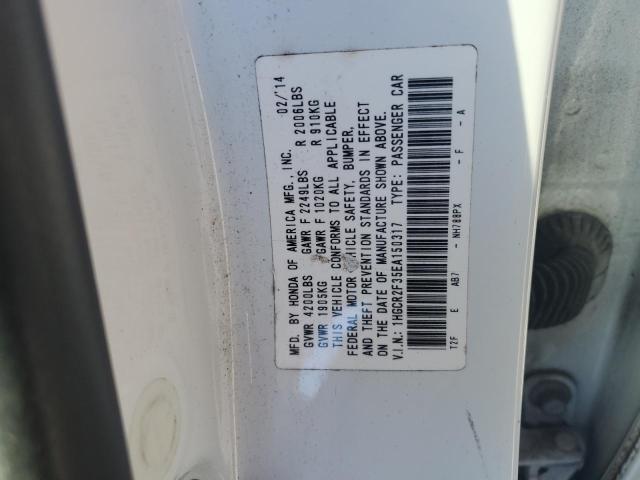 MFD. BY HONDA OF AMERICA MFG., INC. 02/'14
GVWR 4200LBS GAWR F 2249LBS R 2006LBS
GVWR 1905KG GAWR F 1020KG R 910KG
THIS VEHICLE CONFORMS TO ALL APPLICABLE
FEDERAL MOTOR VEHICLE SAFETY, BUMPER,
AND THEFT PREVENTION STANDARDS IN EFFECT
ON THE DATE OF MANUFACTURE SHOWN ABOVE.
V.I.N.: 1HGCR2F35EA150317 TYPE: PASSENGER CAR
T2F E AB7 - NH788PX - F - A